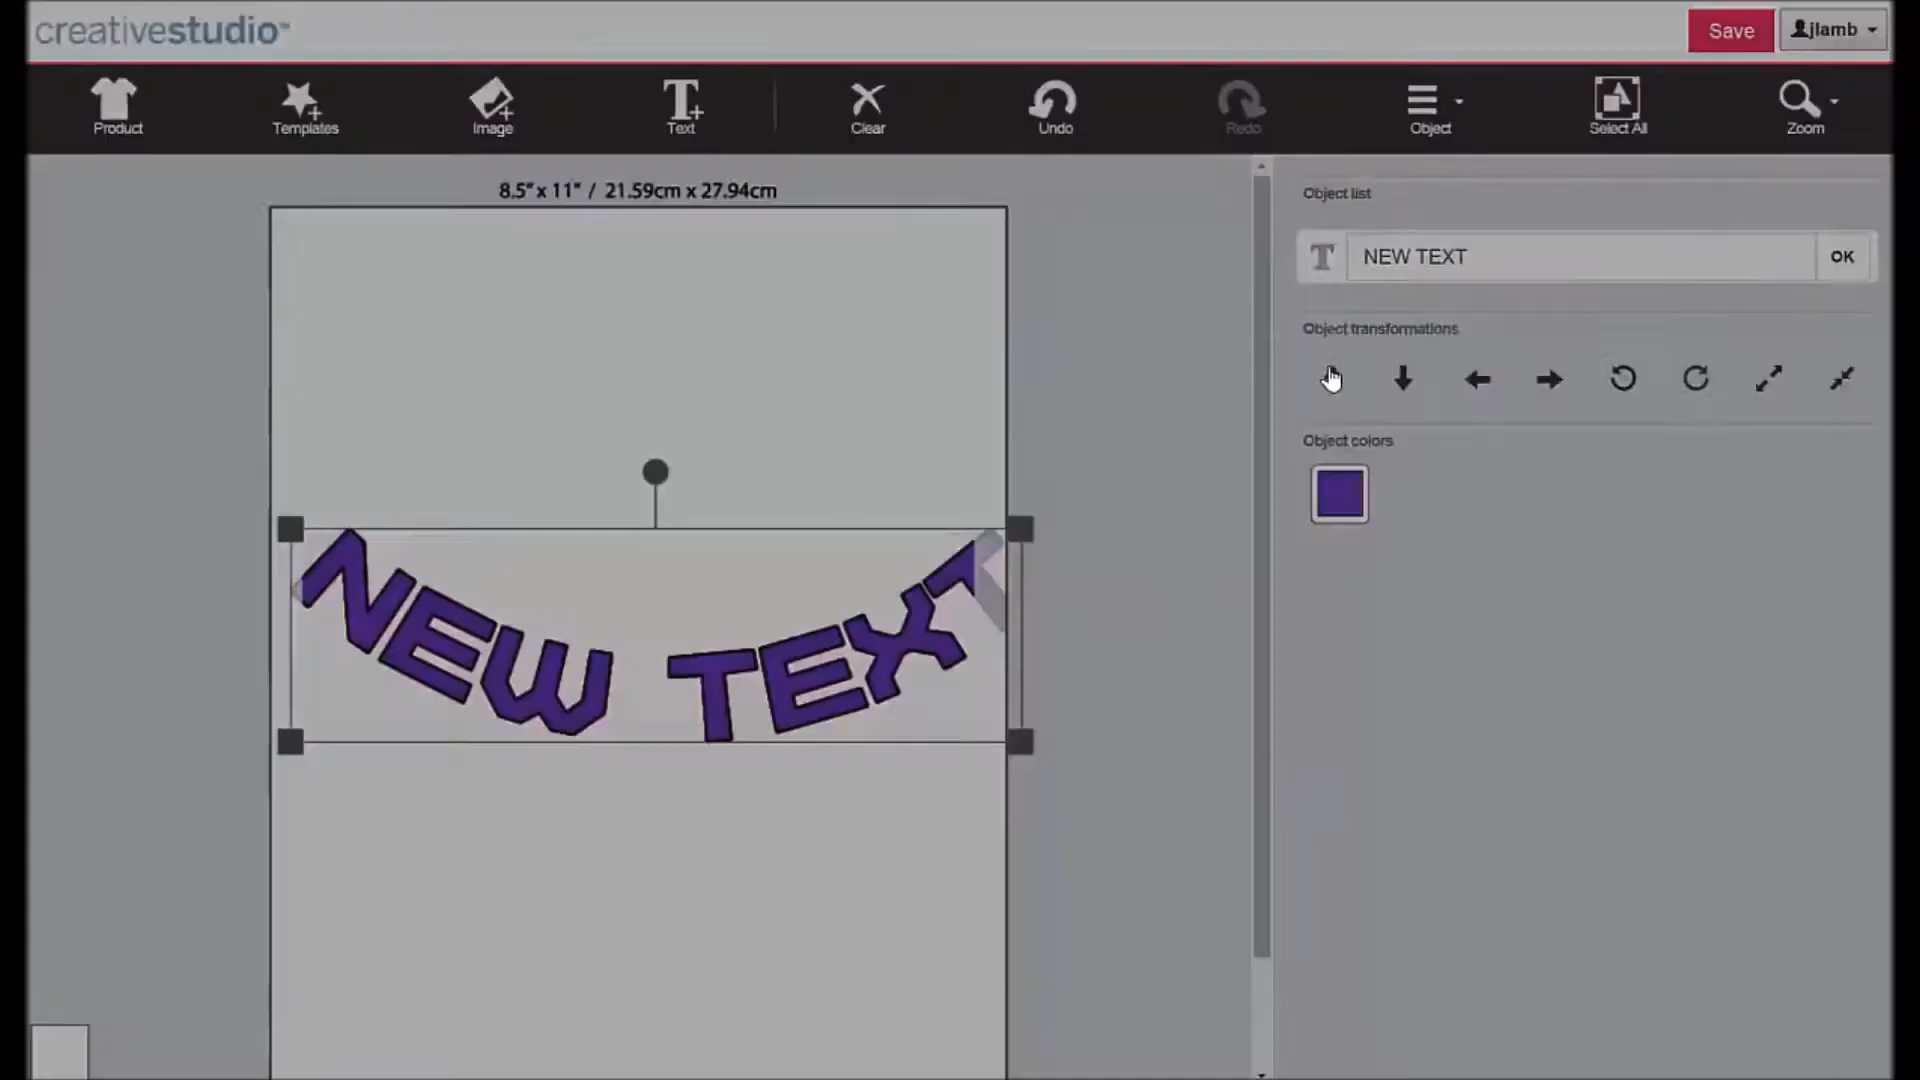 creativestudio™
Save
jlamb
Product
Templates
Image
Text
Clear
Undo
Redo
Object
Select All
Zoom
8.5" x 11" / 21.59cm x 27.94cm
Object list
T NEW TEXT OK
Object transformations
Object colors
NEW TEXT